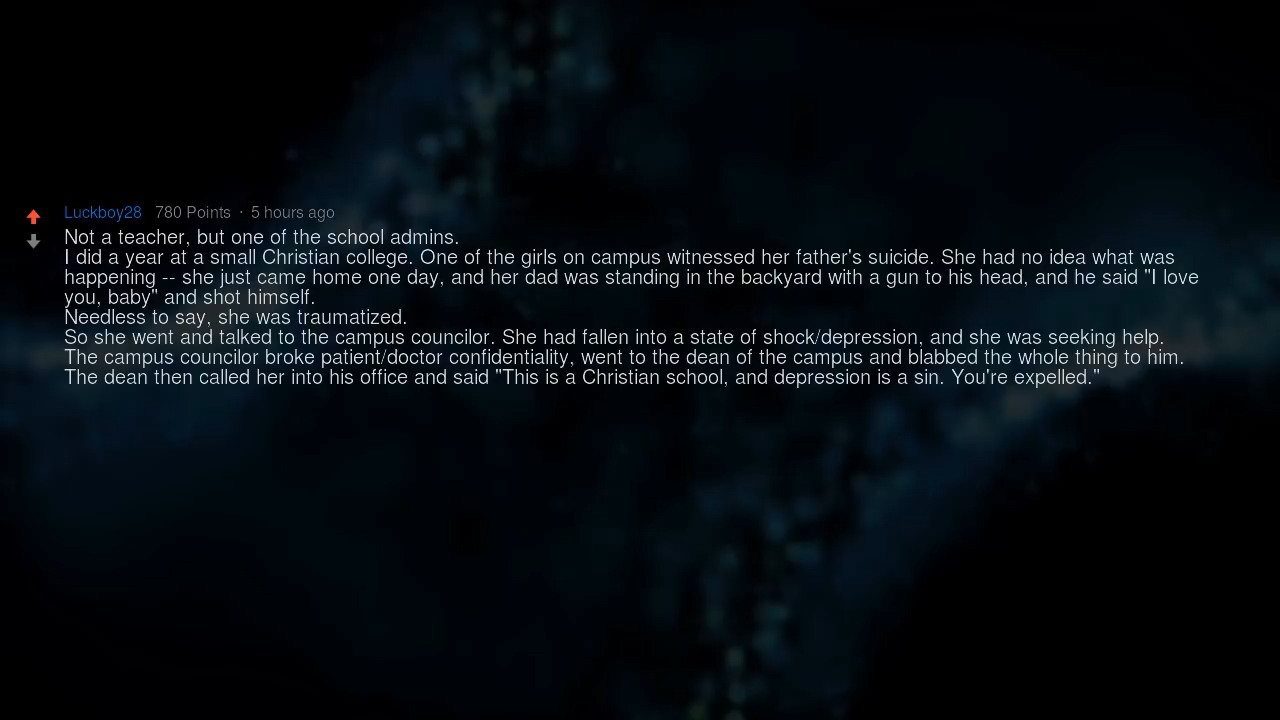 Luckboy28 780 Points · 5 hours ago
Not a teacher, but one of the school admins.
I did a year at a small Christian college. One of the girls on campus witnessed her father's suicide. She had no idea what was
happening -- she just came home one day, and her dad was standing in the backyard with a gun to his head, and he said "I love
you, baby" and shot himself.
Needless to say, she was traumatized.
So she went and talked to the campus councilor. She had fallen into a state of shock/depression, and she was seeking help.
The campus councilor broke patient/doctor confidentiality, went to the dean of the campus and blabbed the whole thing to him.
The dean then called her into his office and said "This is a Christian school, and depression is a sin. You're expelled."